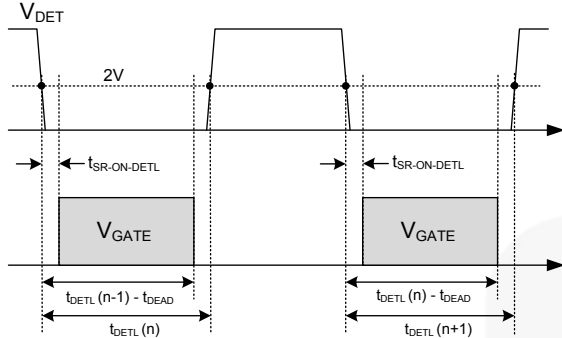 VDET
2V
tSR-ON-DETL
tSR-ON-DETL
VGATE
VGATE
tDETL (n-1) - tDEAD
tDETL (n) - tDEAD
tDETL (n)
tDETL (n+1)